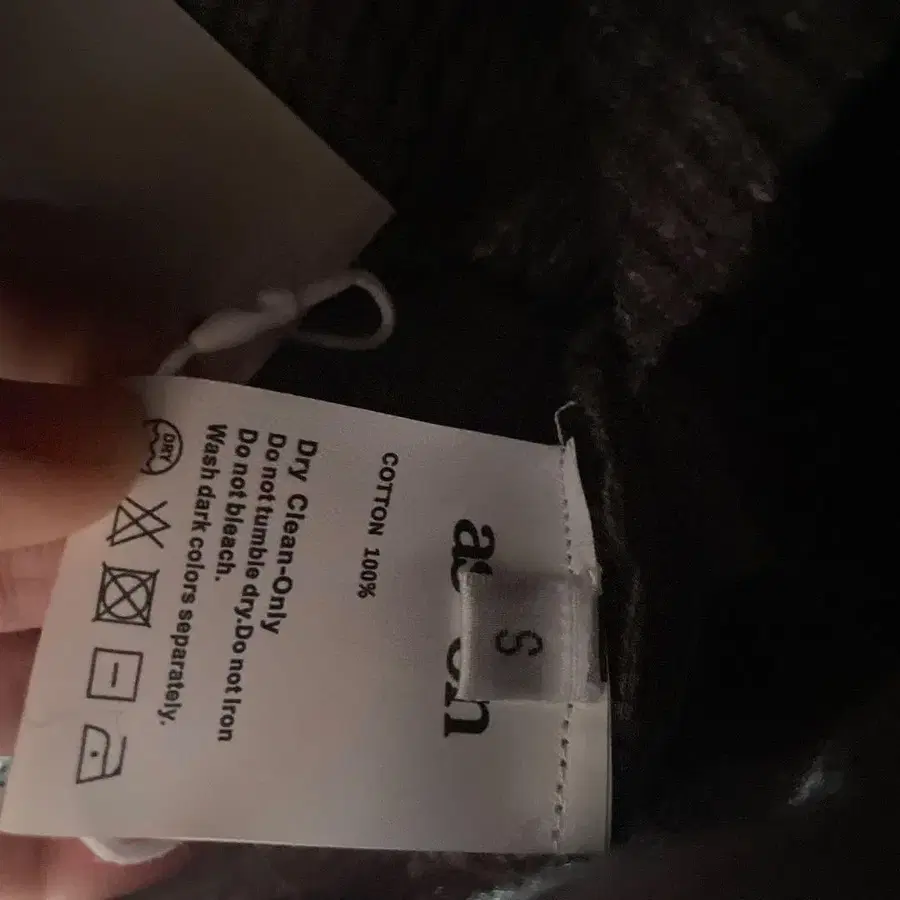 S
COTTON 100%
Dry Clean-Only
Do not tumble dry.Do not Iron
Do not bleach.
Wash dark colors separately.
DRY